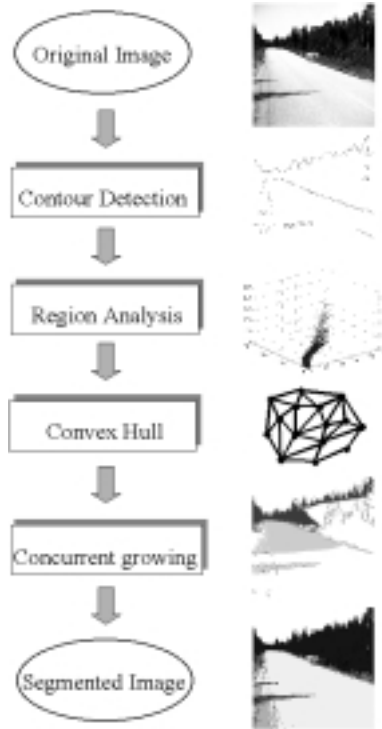 Original Image
Contour Detection
Region Analysis
Convex Hull
Concurrent growing
Segmented Image